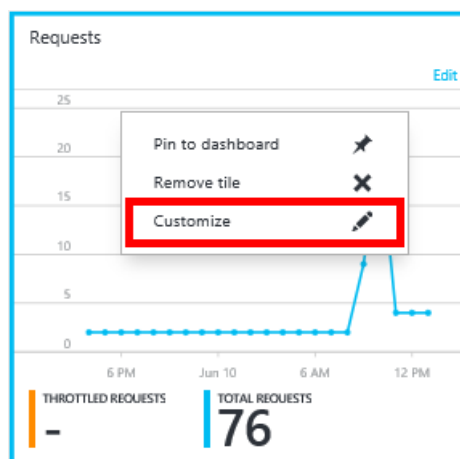 Requests
Edit
25
20
15
10
5
0
Pin to dashboard
Remove tile
Customize
6 PM Jun 10 6 AM 12 PM
THROTTLED REQUESTS TOTAL REQUESTS
- 76